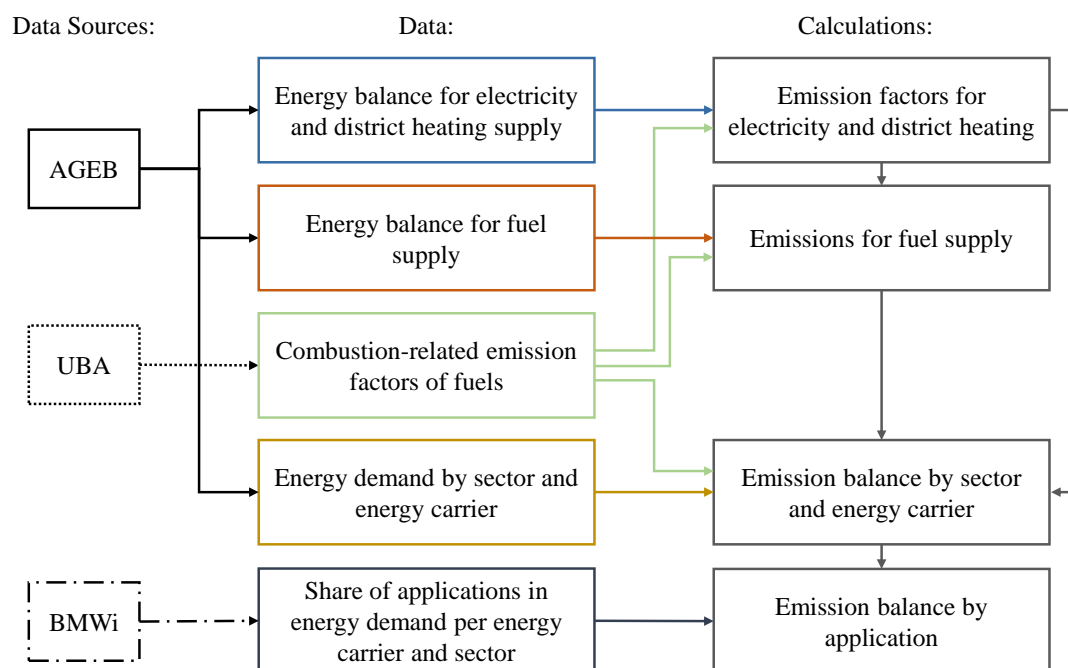 Data Sources:
Data:
Calculations:
AGEB
UBA
BMWi
Energy balance for electricity
and district heating supply
Energy balance for fuel
supply
Combustion-related emission
factors of fuels
Energy demand by sector and
energy carrier
Share of applications in
energy demand per energy
carrier and sector
Emission factors for
electricity and district heating
Emissions for fuel supply
Emission balance by sector
and energy carrier
Emission balance by
application